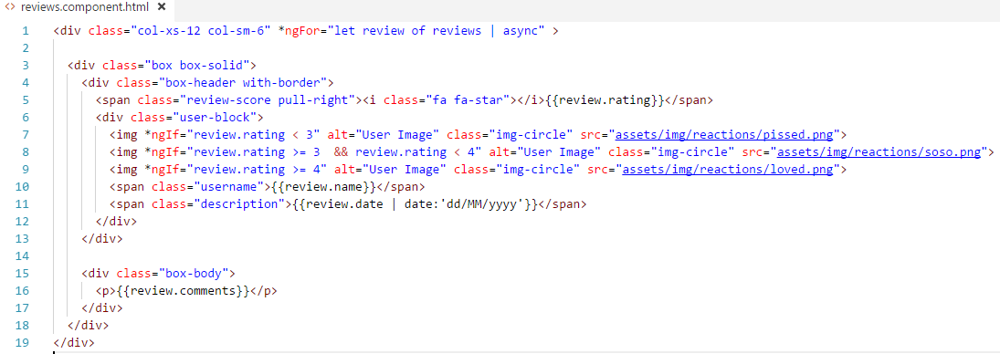 <> reviews.component.html ×
1 <div class="col-xs-12 col-sm-6" *ngFor="let review of reviews | async" >
2
3 <div class="box box-solid">
4 <div class="box-header with-border">
5 <span class="review-score pull-right"><i class="fa fa-star"></i>{{review.rating}}</span>
6 <div class="user-block">
7 <img *ngIf="review.rating < 3" alt="User Image" class="img-circle" src="assets/img/reactions/pissed.png">
8 <img *ngIf="review.rating >= 3  && review.rating < 4" alt="User Image" class="img-circle" src="assets/img/reactions/soso.png">
9 <img *ngIf="review.rating >= 4" alt="User Image" class="img-circle" src="assets/img/reactions/loved.png">
10 <span class="username">{{review.name}}</span>
11 <span class="description">{{review.date | date:'dd/MM/yyyy'}}</span>
12 </div>
13 </div>
14
15 <div class="box-body">
16 <p>{{review.comments}}</p>
17 </div>
18 </div>
19 </div>